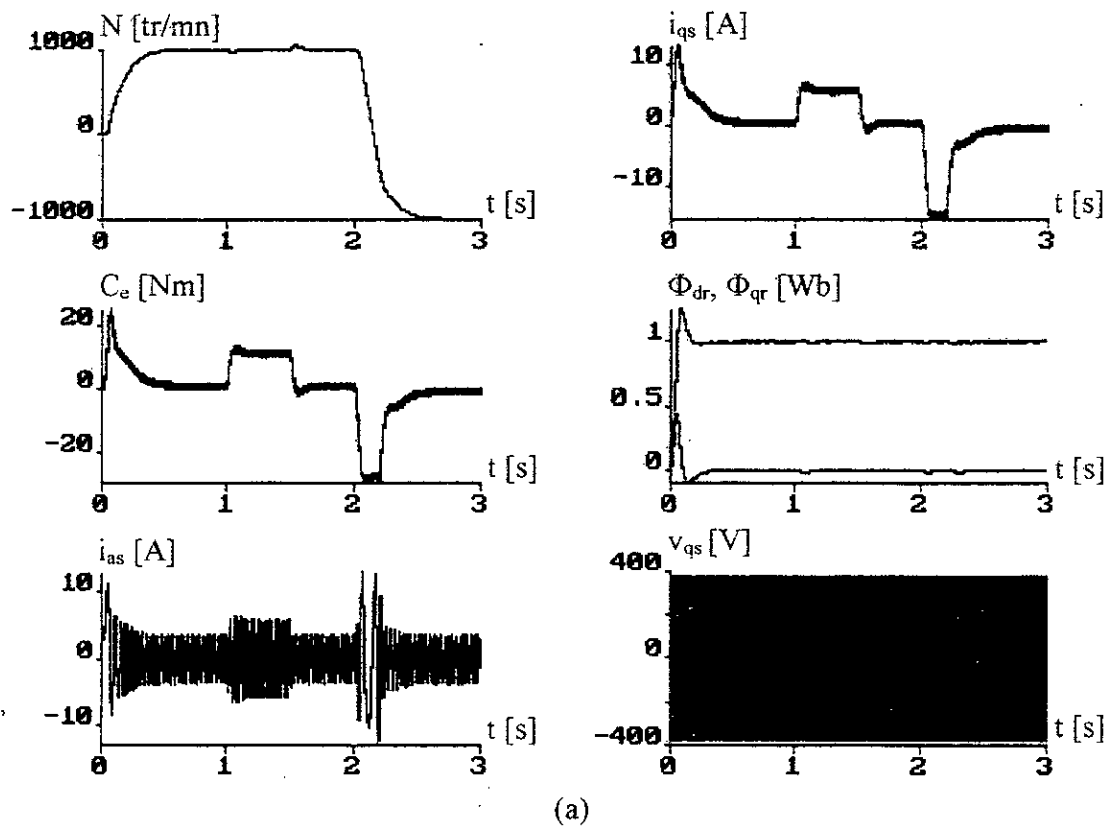 N [tr/mn]
1000
0
-1000
t [s]
0 1 2 3
i_qs [A]
10
0
-10
t [s]
0 1 2 3
C_e [Nm]
20
0
-20
t [s]
0 1 2 3
Φ_dr, Φ_qr [Wb]
1
0.5
0
t [s]
0 1 2 3
i_as [A]
10
0
-10
t [s]
0 1 2 3
v_qs [V]
400
0
-400
t [s]
0 1 2 3
(a)